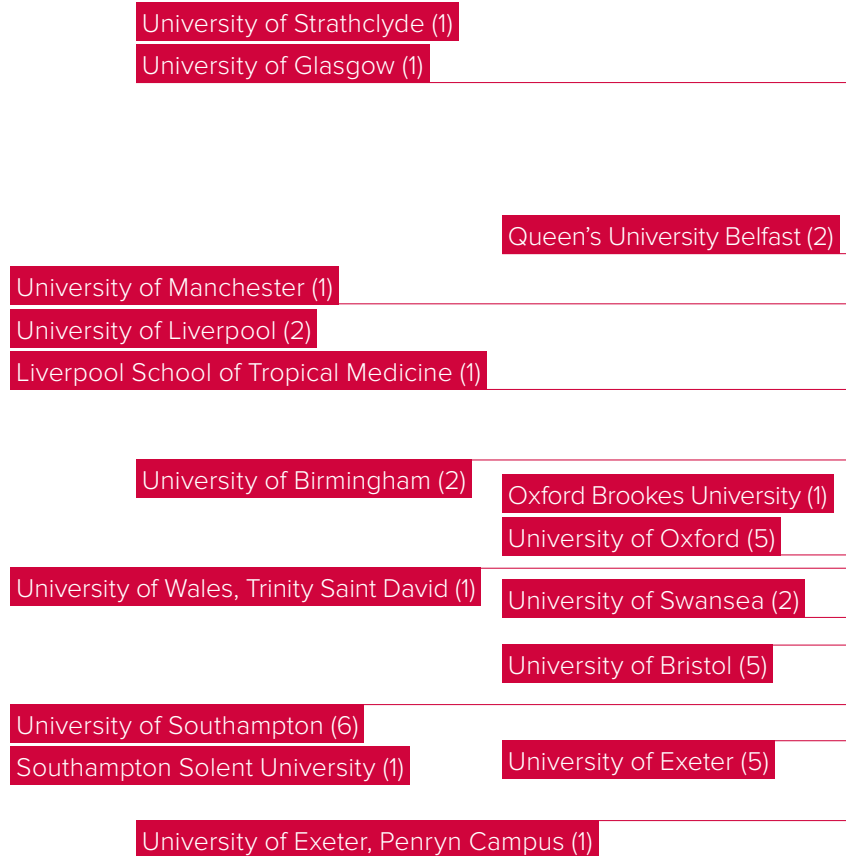 University of Strathclyde (1)
University of Glasgow (1)
Queen’s University Belfast (2)
University of Manchester (1)
University of Liverpool (2)
Liverpool School of Tropical Medicine (1)
University of Birmingham (2)
Oxford Brookes University (1)
University of Oxford (5)
University of Wales, Trinity Saint David (1)
University of Swansea (2)
University of Bristol (5)
University of Southampton (6)
Southampton Solent University (1)
University of Exeter (5)
University of Exeter, Penryn Campus (1)